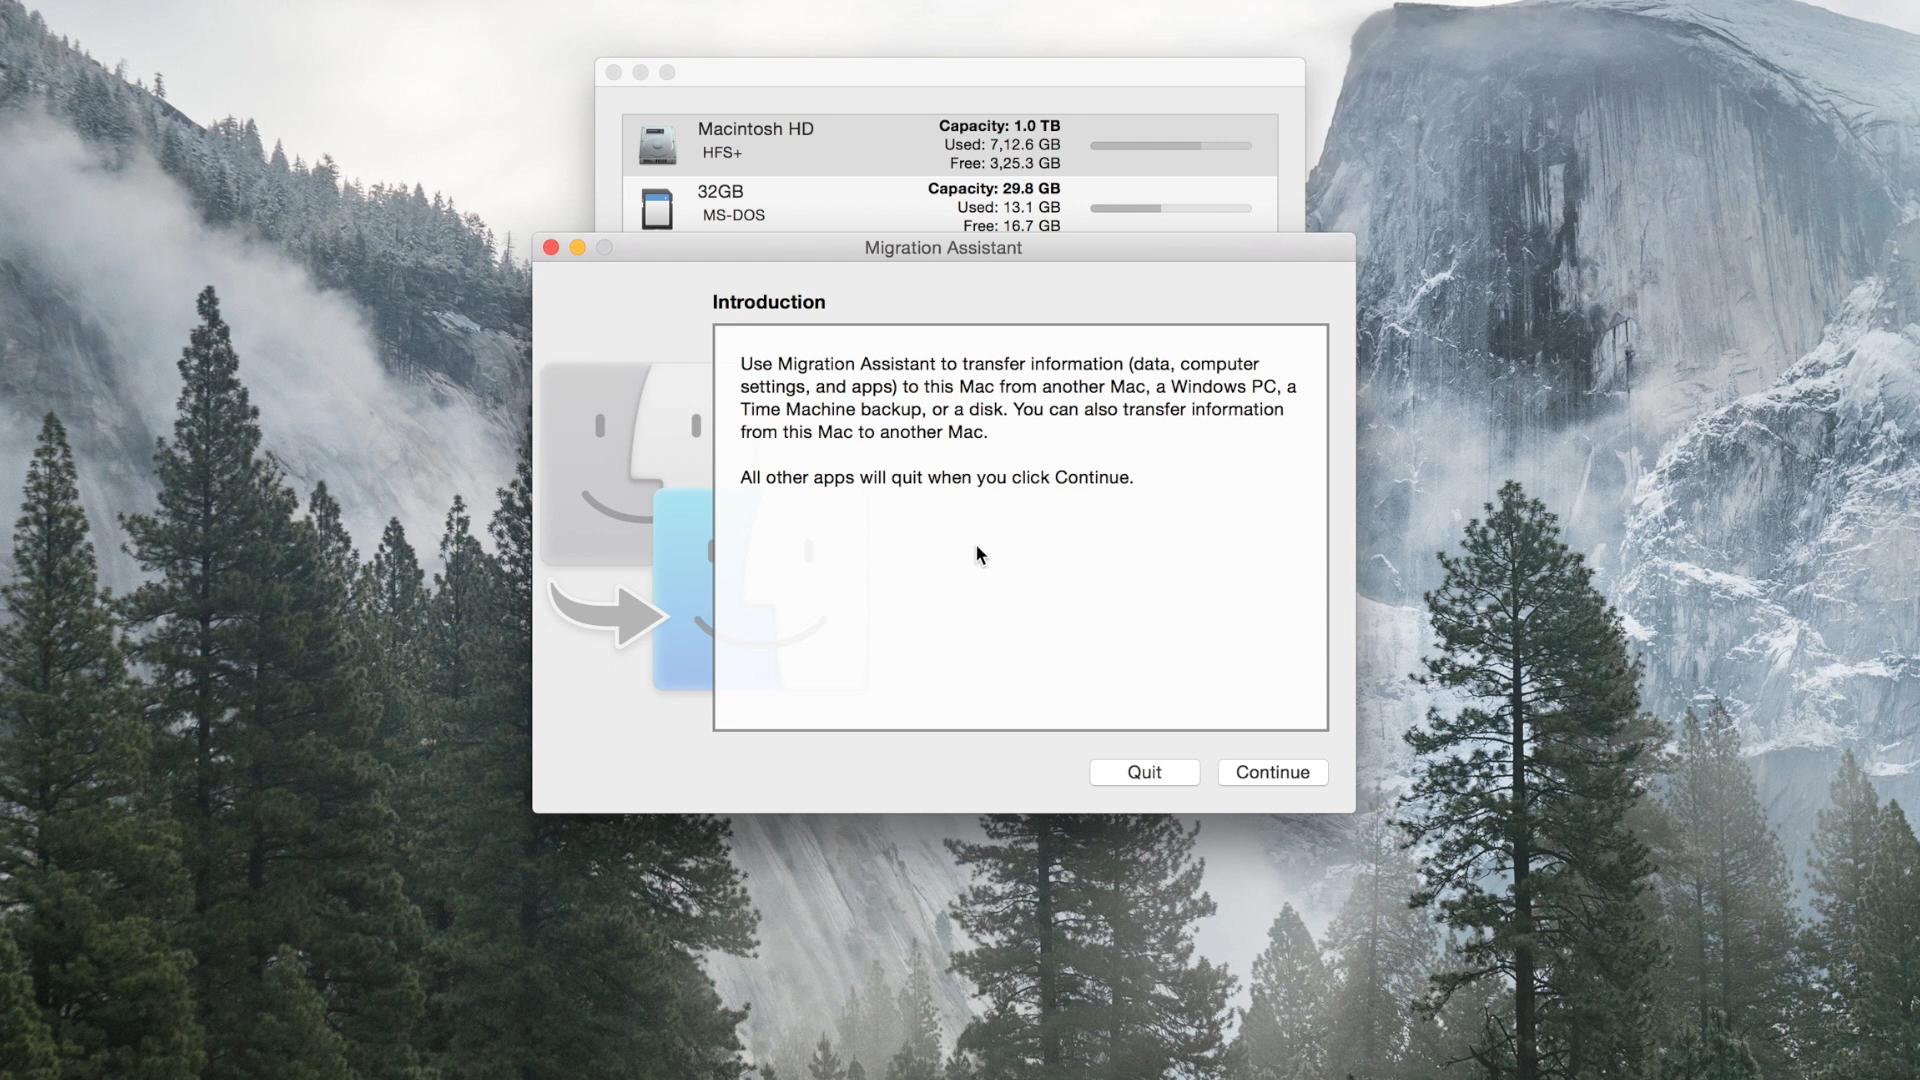 Macintosh HD
HFS+
Capacity: 1.0 TB
Used: 7,12.6 GB
Free: 3,25.3 GB
32GB
MS-DOS
Capacity: 29.8 GB
Used: 13.1 GB
Free: 16.7 GB
Migration Assistant
Introduction
Use Migration Assistant to transfer information (data, computer
settings, and apps) to this Mac from another Mac, a Windows PC, a
Time Machine backup, or a disk. You can also transfer information
from this Mac to another Mac.
All other apps will quit when you click Continue.
Quit
Continue